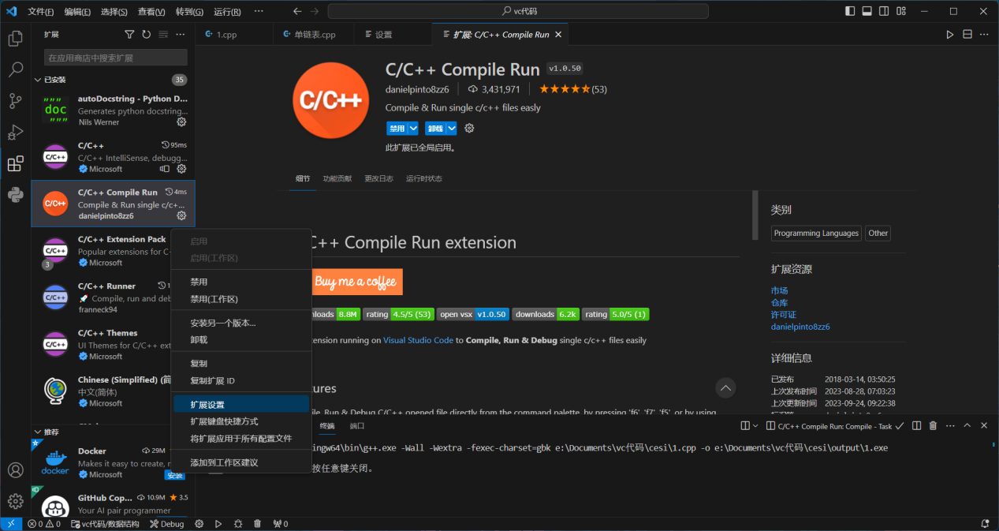 文件(F) 编辑(E) 选择(S) 查看(V) 转到(G) 运行(R) ··· vc代码
扩展
在应用商店中搜索扩展
已安装 35
doc
autoDocstring - Python D...
Generates python docstring...
Nils Werner
C/C++ 95ms
C/C++ IntelliSense, debugg...
Microsoft
C/C++ Compile Run 4ms
Compile & Run single c/c+...
danielpinto8zz6
C/C++ Extension Pack
Popular extensions for C
3
Microsoft
C/C++ Runner
Compile, run and deb
franneck94
C/C++ Themes
UI Themes for C/C++ ext
Microsoft
Chinese (Simplified) (简
中文(简体)
Microsoft
推荐
docker
Docker 29M
Makes it easy to create,
Microsoft 安装
GitHub Cop... 10.9M 3.5
Your AI pair programmer
1.cpp 单链表.cpp 设置 扩展: C/C++ Compile Run
C/C++
C/C++ Compile Run v1.0.50
danielpinto8zz6 3,431,971 (53)
Compile & Run single c/c++ files easily
禁用 卸载
此扩展已全局启用。
细节 功能贡献 更改日志 运行时状态
C++ Compile Run extension
Buy me a coffee
nloads 8.8M rating 4.5/5 (53) open vsx v1.0.50 downloads 6.2k rating 5.0/5 (1)
ension running on Visual Studio Code to Compile, Run & Debug single c/c++ files easily
ures
ile, Run & Debug C/C++ opened file directly from the command palette, by pressing 'f6', 'f7', 'f5', or by using
类别
Programming Languages Other
扩展资源
市场
仓库
许可证
danielpinto8zz6
详细信息
已发布 2018-03-14, 03:50:25
上次发布时间 2023-08-28, 07:03:23
上次更新时间 2023-09-24, 09:22:38
启用
启用(工作区)
禁用
禁用(工作区)
安装另一个版本...
卸载
复制
复制扩展 ID
扩展设置
扩展键盘快捷方式
将扩展应用于所有配置文件
添加到工作区建议
终端 端口 C/C++ Compile Run: Compile - Task
ingw64\bin\g++.exe -Wall -Wextra -fexec-charset=gbk e:\Documents\vc代码\cesi\1.cpp -o e:\Documents\vc代码\cesi\output\1.exe
按任意键关闭。
0 0 vc代码/数据结构 Debug 0